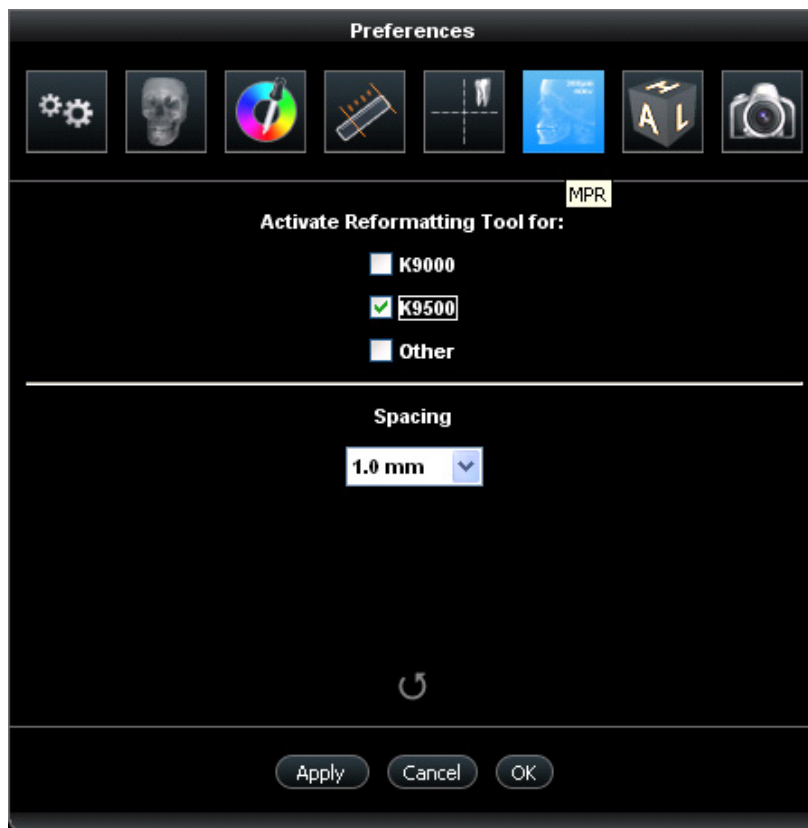 Preferences
A H L
MPR
Activate Reformatting Tool for:
K9000
K9500
Other
Spacing
1.0 mm
Apply Cancel OK